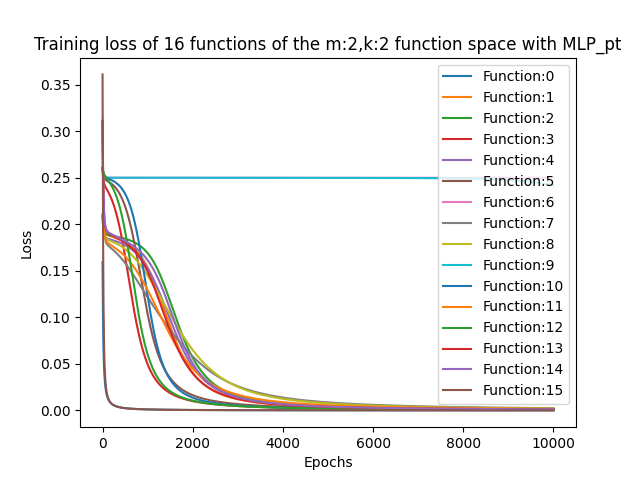 Training loss of 16 functions of the m:2,k:2 function space with MLP_pt
Loss
0.35
0.30
0.25
0.20
0.15
0.10
0.05
0.00
0
2000
4000
6000
8000
10000
Epochs
Function:0
Function:1
Function:2
Function:3
Function:4
Function:5
Function:6
Function:7
Function:8
Function:9
Function:10
Function:11
Function:12
Function:13
Function:14
Function:15